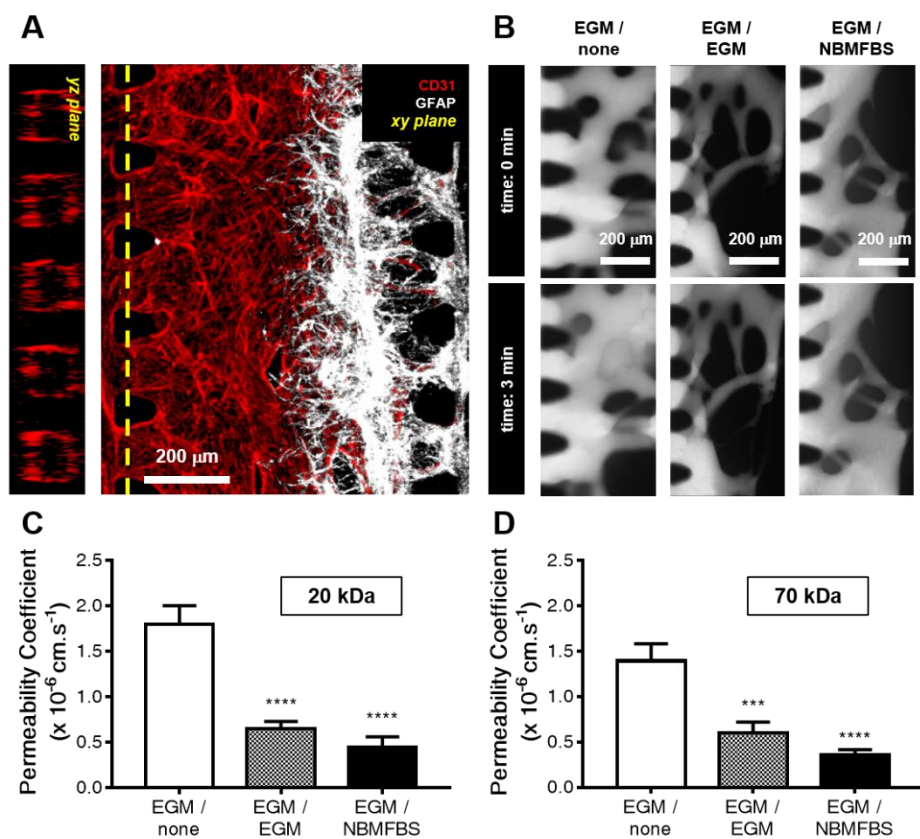 A
yz plane
CD31
GFAP
xy plane
200 μm
B
EGM /
none
EGM /
EGM
EGM /
NBMFBS
time: 0 min
200 μm
200 μm
200 μm
time: 3 min
C
Permeability Coefficient
(x 10⁻⁶ cm.s⁻¹)
2.5
2.0
1.5
1.0
0.5
0.0
20 kDa
****
****
EGM /
none
EGM /
EGM
EGM /
NBMFBS
D
Permeability Coefficient
(x 10⁻⁶ cm.s⁻¹)
2.5
2.0
1.5
1.0
0.5
0.0
70 kDa
***
****
EGM /
none
EGM /
EGM
EGM /
NBMFBS